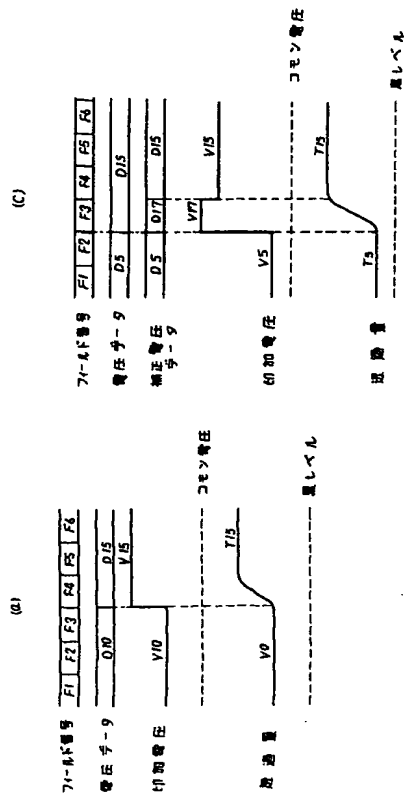 (a)
フィールド番号 F1 F2 F3 F4 F5 F6
電圧データ D10 D15
印加電圧 V10 V15
コモン電圧
透過量 V0 T15
黒レベル
(C)
フィールド番号 F1 F2 F3 F4 F5 F6
電圧データ D5 D15
補正電圧
データ D5 D17 D15
印加電圧 V5 V17 V15
コモン電圧
透過量 T5 T15
黒レベル